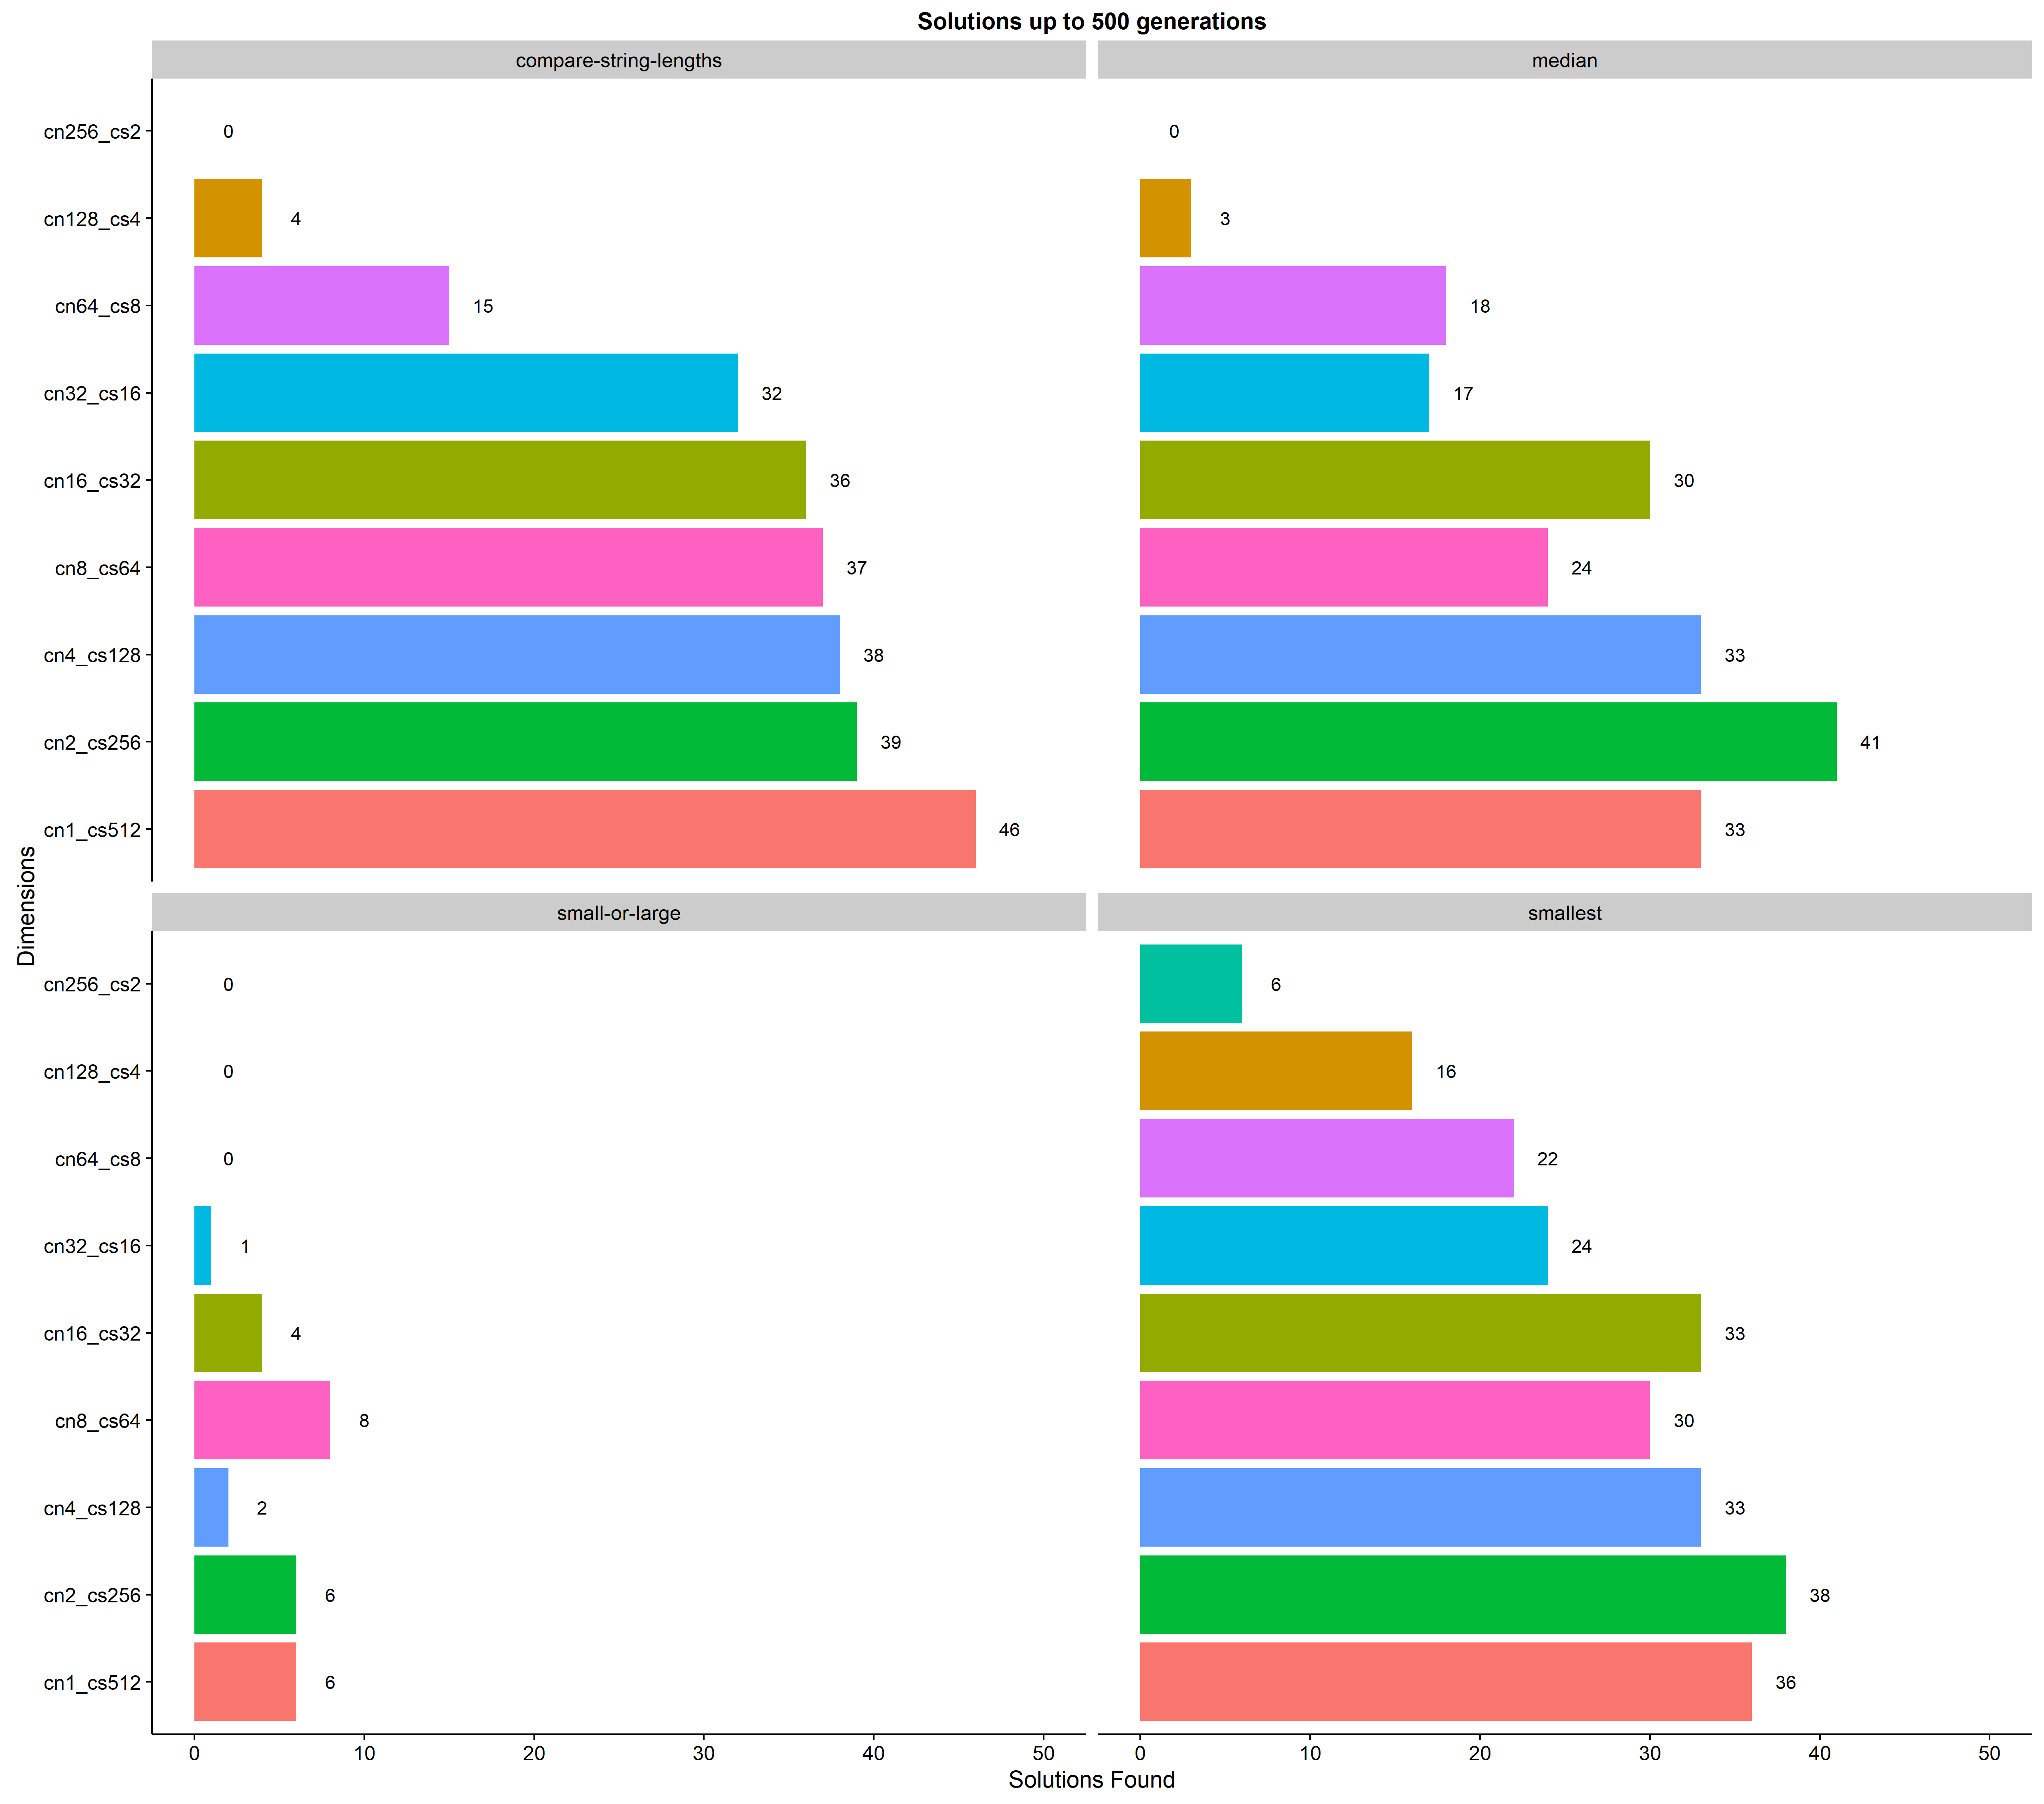 Solutions up to 500 generations
compare-string-lengths
median
cn256_cs2
0
0
cn128_cs4
4
3
cn64_cs8
15
18
cn32_cs16
32
17
cn16_cs32
36
30
cn8_cs64
37
24
cn4_cs128
38
33
cn2_cs256
39
41
cn1_cs512
46
33
Dimensions
small-or-large
smallest
cn256_cs2
0
6
cn128_cs4
0
16
cn64_cs8
0
22
cn32_cs16
1
24
cn16_cs32
4
33
cn8_cs64
8
30
cn4_cs128
2
33
cn2_cs256
6
38
cn1_cs512
6
36
0 10 20 30 40 50
0 10 20 30 40 50
Solutions Found